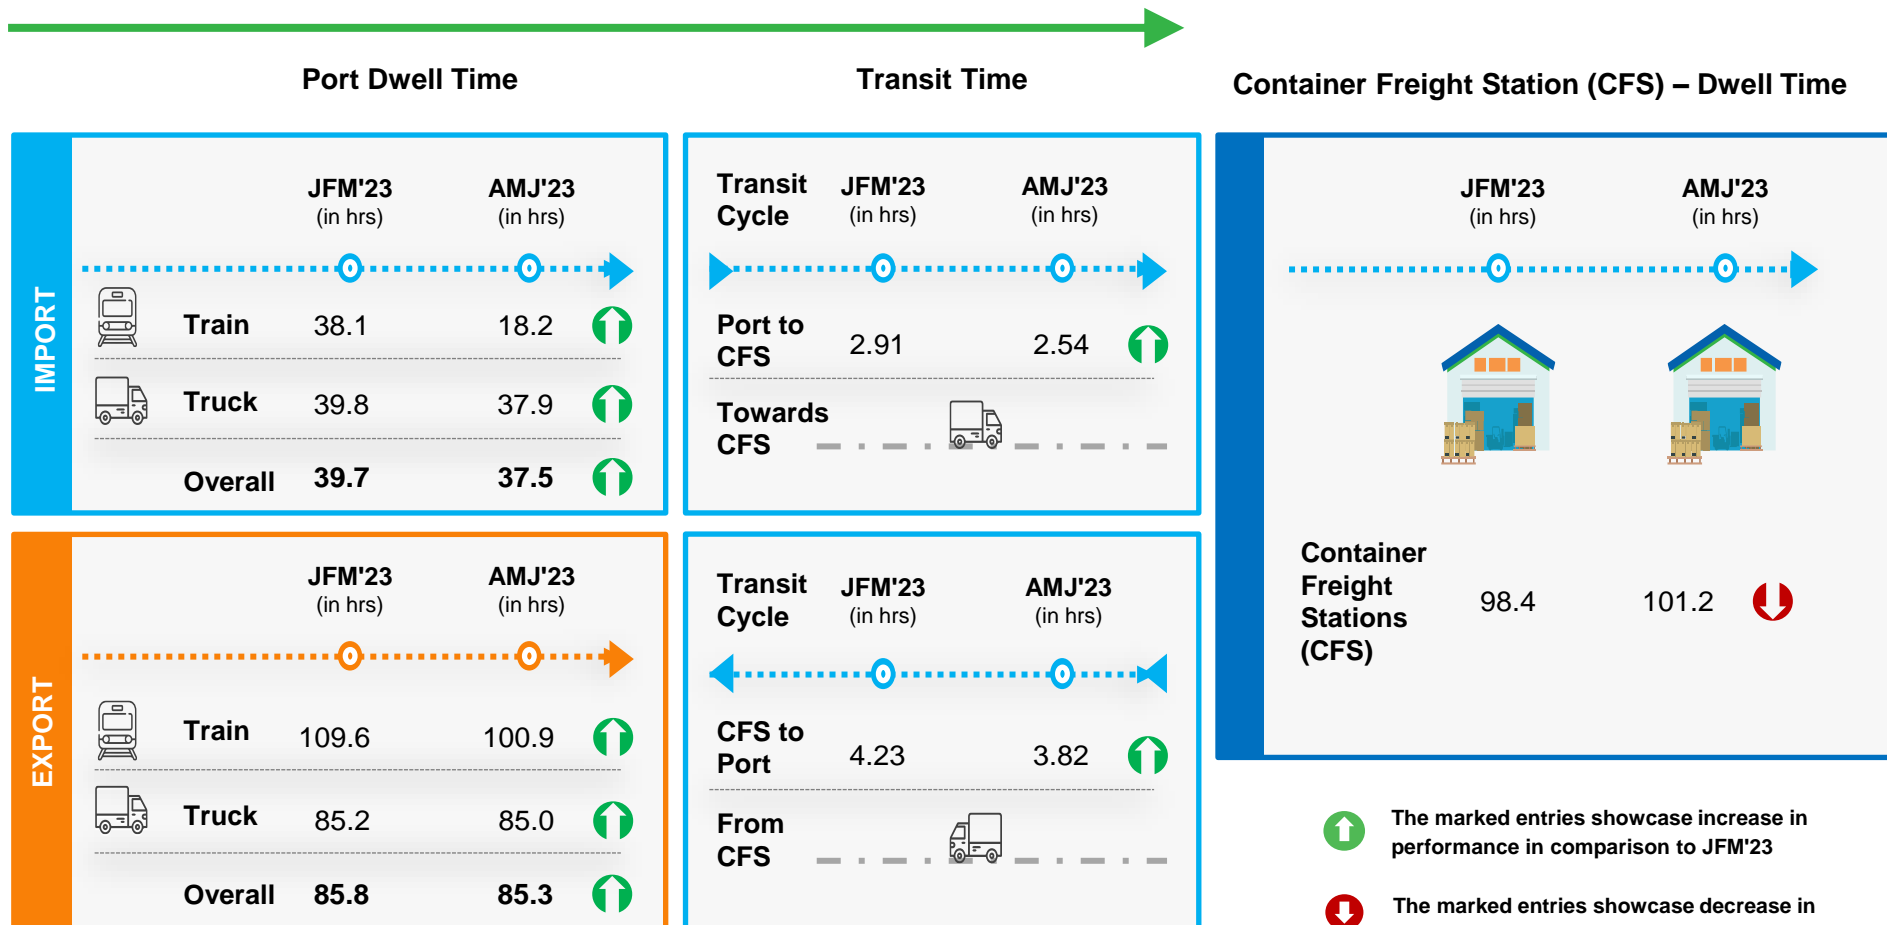 Port Dwell Time
Transit Time
Container Freight Station (CFS) – Dwell Time
IMPORT
JFM'23
AMJ'23
(in hrs)
(in hrs)
Train
38.1
18.2
Truck
39.8
37.9
Overall
39.7
37.5
Transit
Cycle
JFM'23
AMJ'23
(in hrs)
(in hrs)
Port to
CFS
2.91
2.54
Towards
CFS
JFM'23
AMJ'23
(in hrs)
(in hrs)
Container
Freight
Stations
(CFS)
98.4
101.2
EXPORT
JFM'23
AMJ'23
(in hrs)
(in hrs)
Train
109.6
100.9
Truck
85.2
85.0
Overall
85.8
85.3
Transit
Cycle
JFM'23
AMJ'23
(in hrs)
(in hrs)
CFS to
Port
4.23
3.82
From
CFS
The marked entries showcase increase in
performance in comparison to JFM'23
The marked entries showcase decrease in